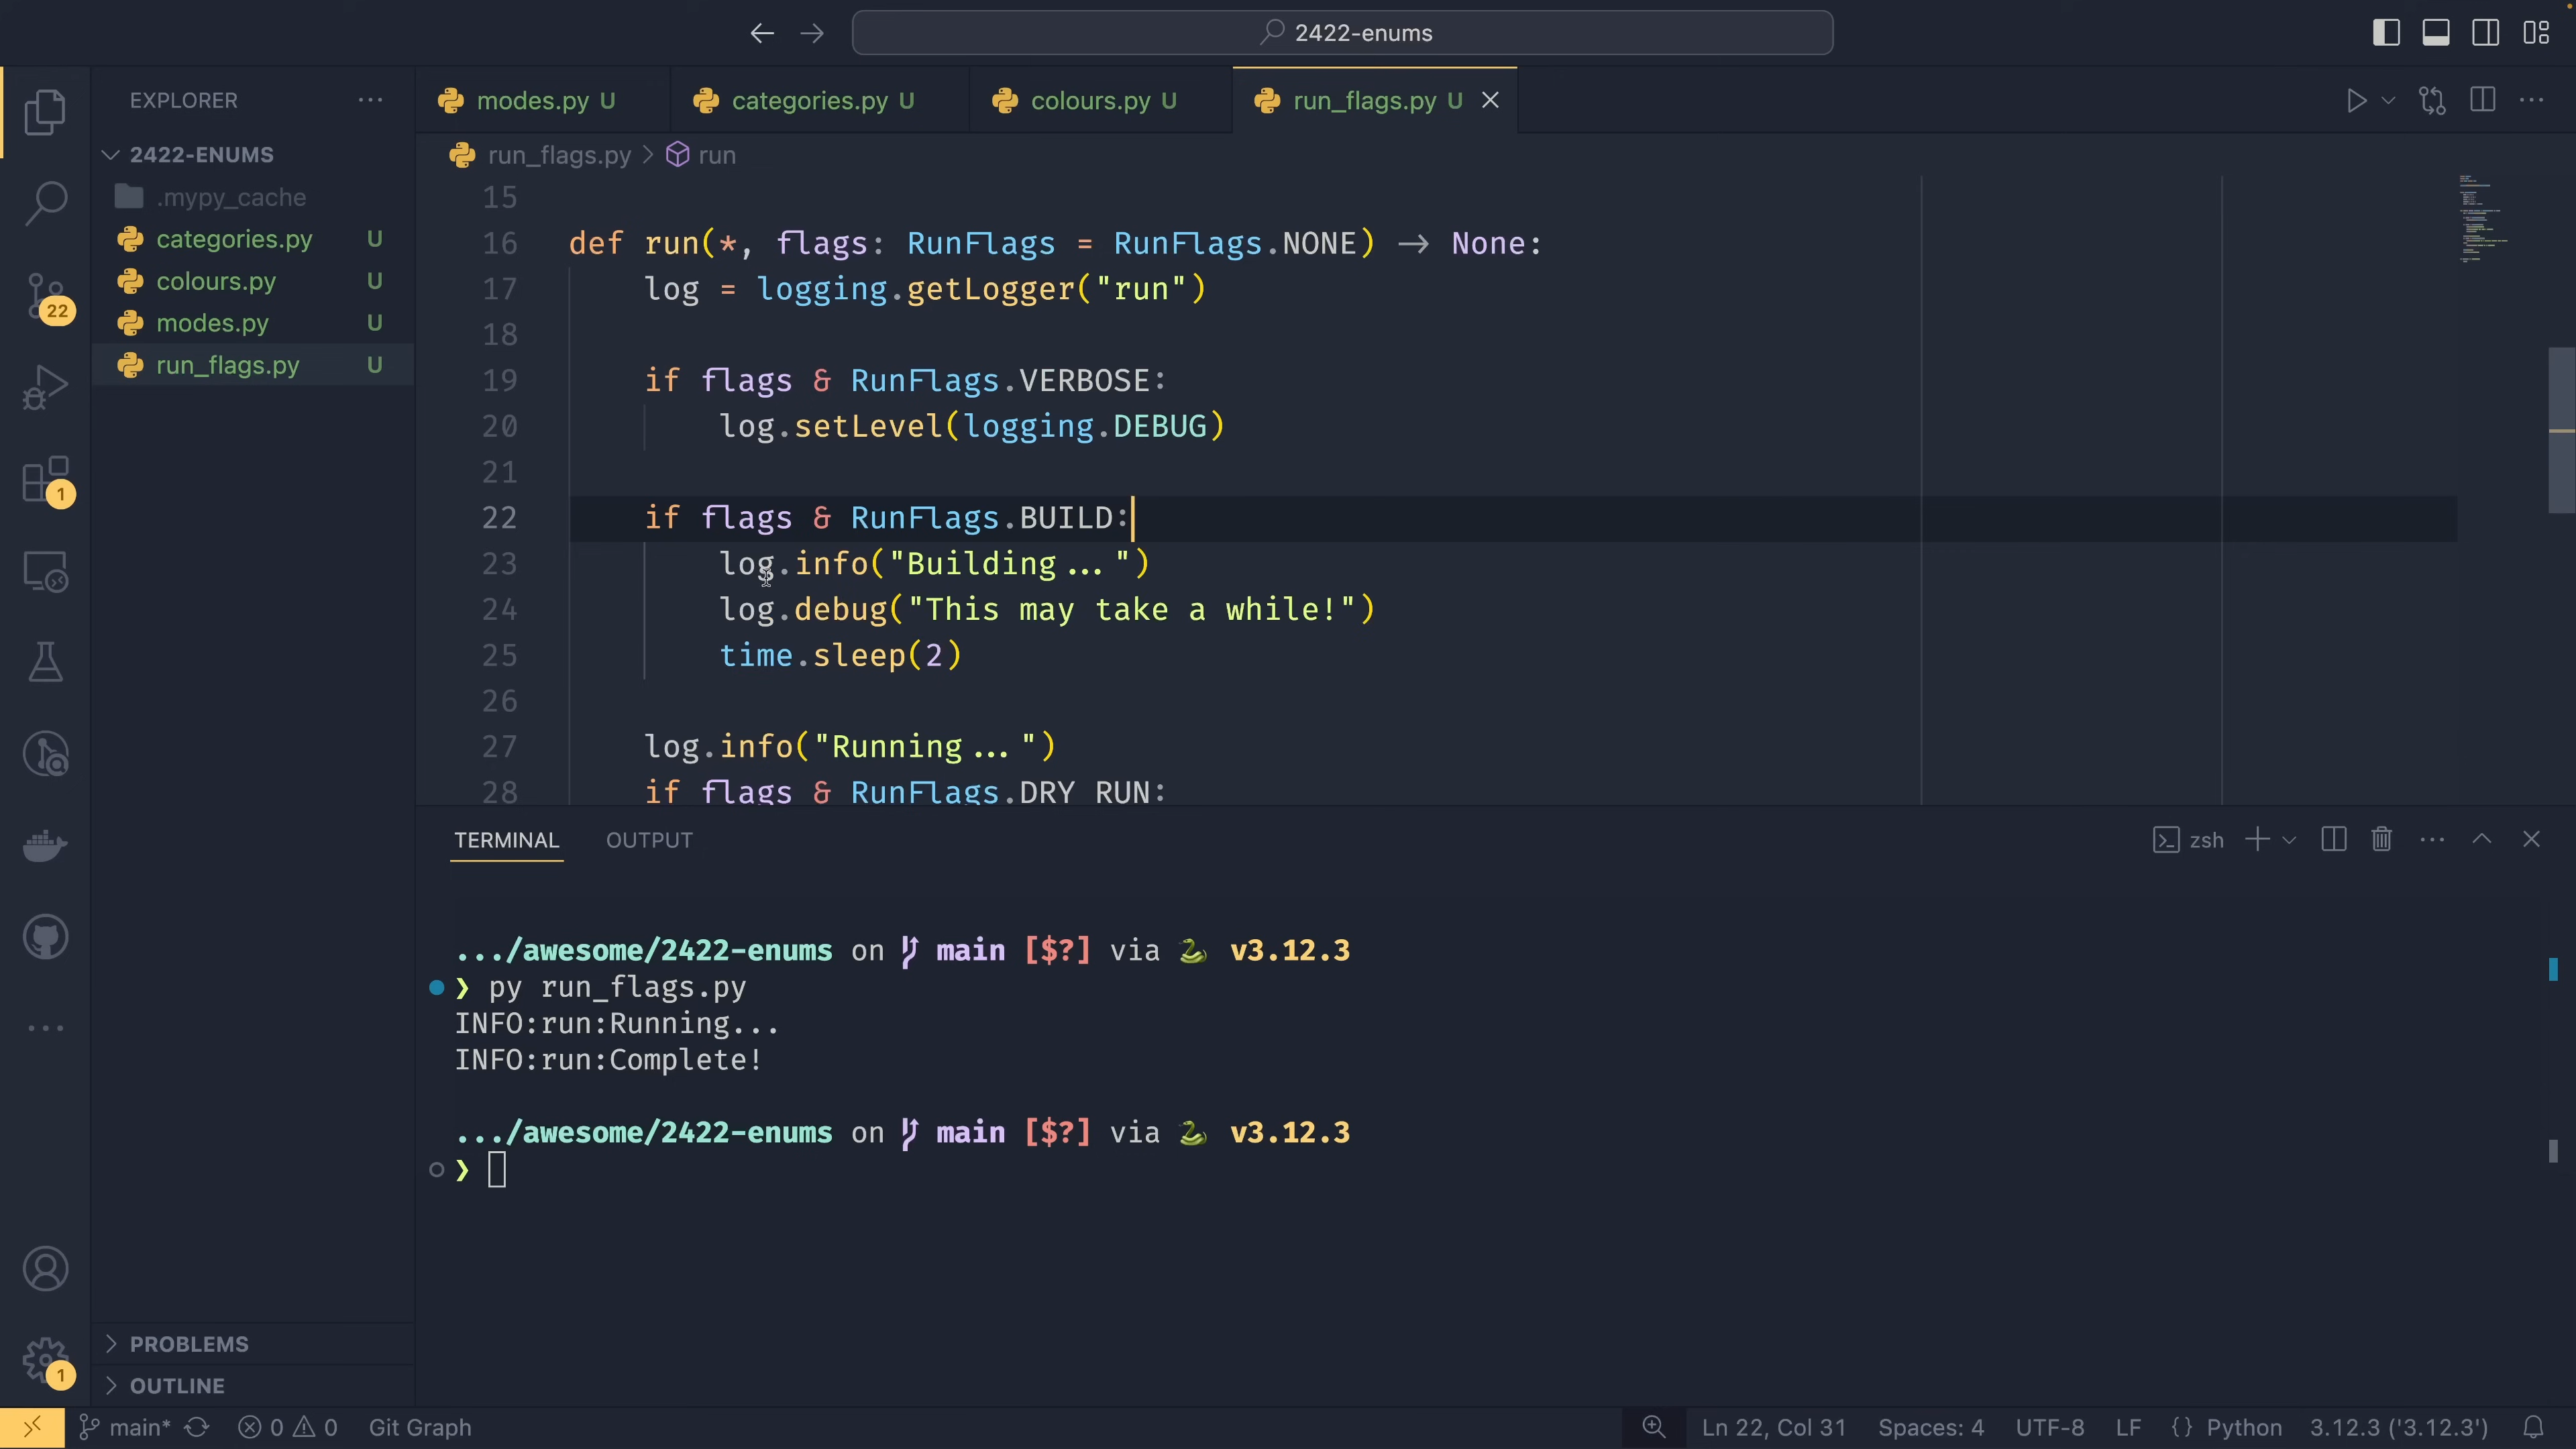 2422-enums
EXPLORER
modes.py U
categories.py U
colours.py U
run_flags.py U
2422-ENUMS
.mypy_cache
categories.py U
colours.py U
modes.py U
run_flags.py U
22
1
run_flags.py > run
15
16 def run(*, flags: RunFlags = RunFlags.NONE) → None:
17 log = logging.getLogger("run")
18
19 if flags & RunFlags.VERBOSE:
20 log.setLevel(logging.DEBUG)
21
22 if flags & RunFlags.BUILD:
23 log.info("Building...")
24 log.debug("This may take a while!")
25 time.sleep(2)
26
27 log.info("Running...")
28 if flags & RunFlags.DRY_RUN:
TERMINAL OUTPUT
zsh
.../awesome/2422-enums on main [$?] via 🐍 v3.12.3
❯ py run_flags.py
INFO:run:Running...
INFO:run:Complete!
.../awesome/2422-enums on main [$?] via 🐍 v3.12.3
❯
PROBLEMS
OUTLINE
1
main* 0 0 Git Graph
Ln 22, Col 31 Spaces: 4 UTF-8 LF {} Python 3.12.3 ('3.12.3')